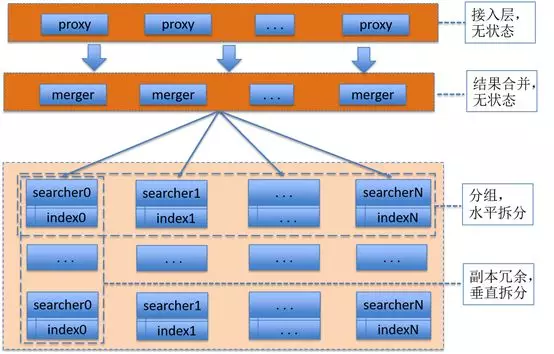 proxy proxy ... proxy
接入层,
无状态
merger merger ... merger
结果合并,
无状态
searcher0 searcher1 ... searcherN
index0 index1 ... indexN
分组,
水平拆分
... ... ... ...
副本冗余,
垂直拆分
searcher0 searcher1 ... searcherN
index0 index1 ... indexN